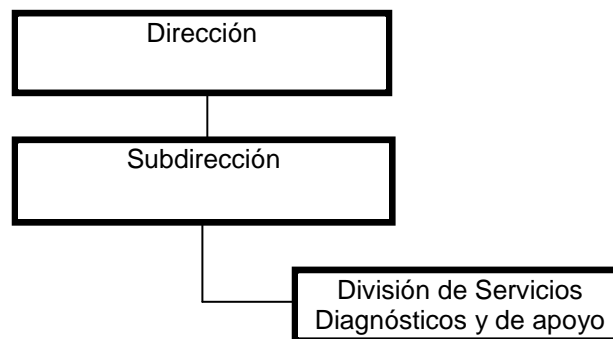 Dirección
Subdirección
División de Servicios
Diagnósticos y de apoyo